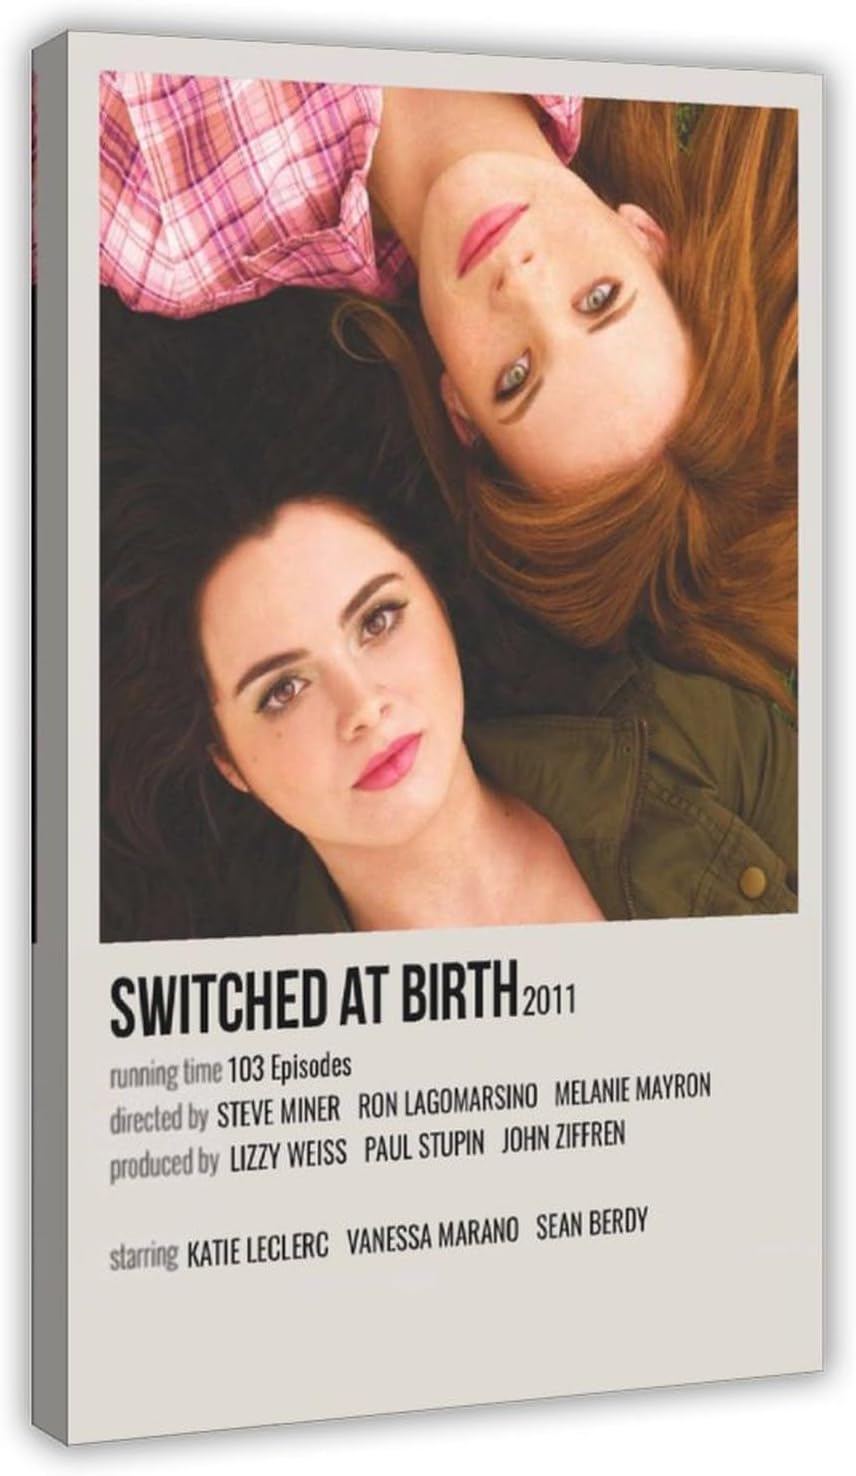 SWITCHED AT BIRTH 2011
running time 103 Episodes
directed by STEVE MINER RON LAGOMARSINO MELANIE MAYRON
produced by LIZZY WEISS PAUL STUPIN JOHN ZIFFREN
starring KATIE LECLERC VANESSA MARANO SEAN BERDY